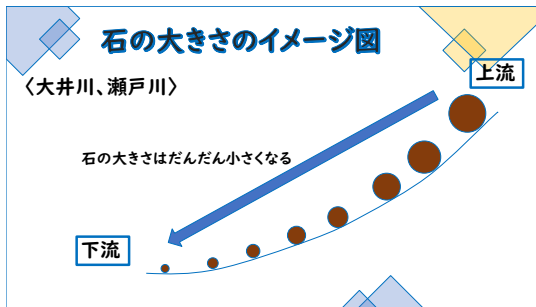 石の大きさのイメージ図
〈大井川、瀬戸川〉
上流
石の大きさはだんだん小さくなる
下流